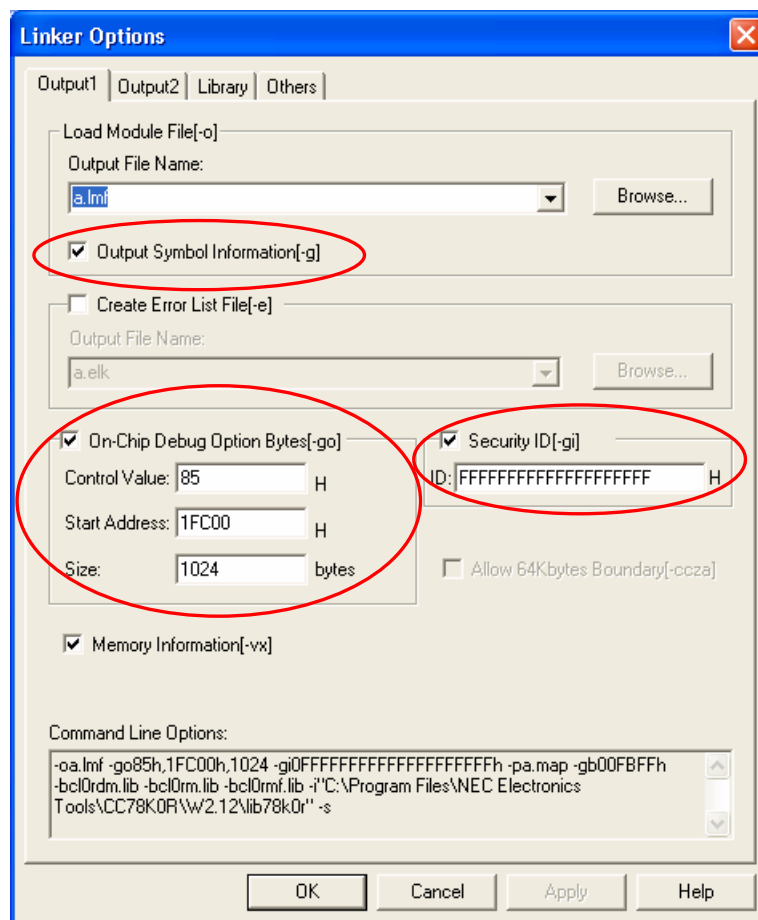 Linker Options
Output1 Output2 Library Others
Load Module File[-o]
Output File Name:
a.lmf Browse...
Output Symbol Information[-g]
Create Error List File[-e]
Output File Name:
a.elk Browse...
On-Chip Debug Option Bytes[-go] Security ID[-gi]
Control Value: 85 H ID: FFFFFFFFFFFFFFFFFFFF H
Start Address: 1FC00 H
Size: 1024 bytes Allow 64Kbytes Boundary[-ccza]
Memory Information[-vx]
Command Line Options:
-oa.lmf -go85h,1FC00h,1024 -gi0FFFFFFFFFFFFFFFFFFFFh -pa.map -gb00FBFFh
-bcl0rdm.lib -bcl0rm.lib -bcl0rmf.lib -i"C:\Program Files\NEC Electronics
Tools\CC78K0R\W2.12\lib78k0r" -s
OK Cancel Apply Help